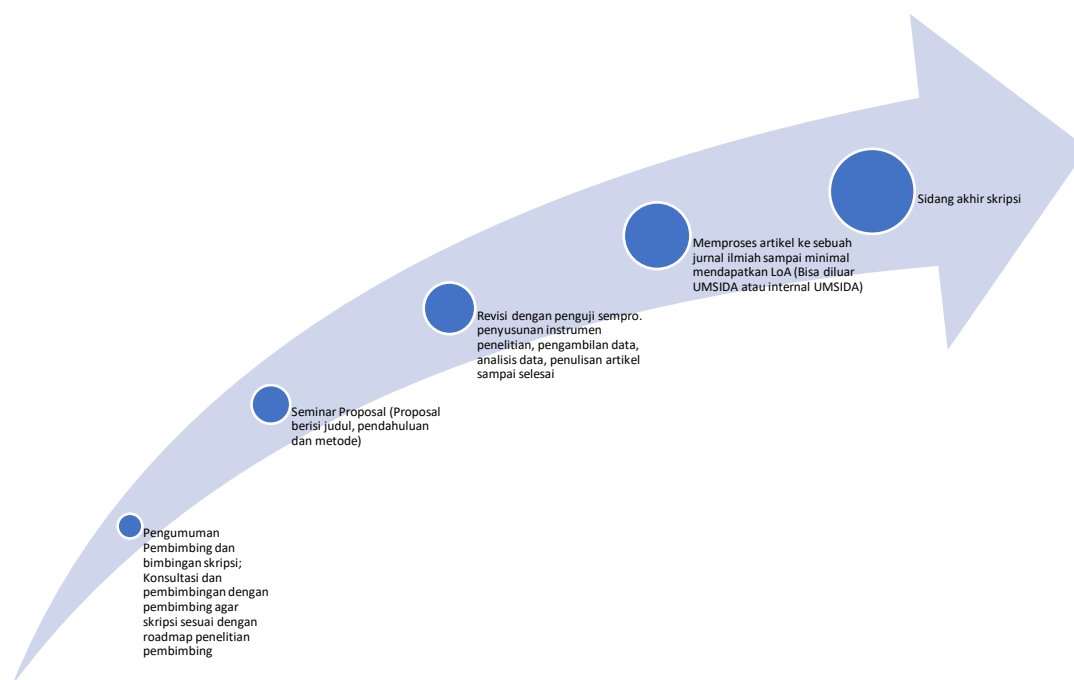 Pengumuman
Pembimbing dan
bimbingan skripsi;
Konsultasi dan
pembimbingan dengan
pembimbing agar
skripsi sesuai dengan
roadmap penelitian
pembimbing
Seminar Proposal (Proposal
berisi judul, pendahuluan
dan metode)
Revisi dengan penguji sempro.
penyusunan instrumen
penelitian, pengambilan data,
analisis data, penulisan artikel
sampai selesai
Memproses artikel ke sebuah
jurnal ilmiah sampai minimal
mendapatkan LoA (Bisa diluar
UMSIDA atau internal UMSIDA)
Sidang akhir skripsi